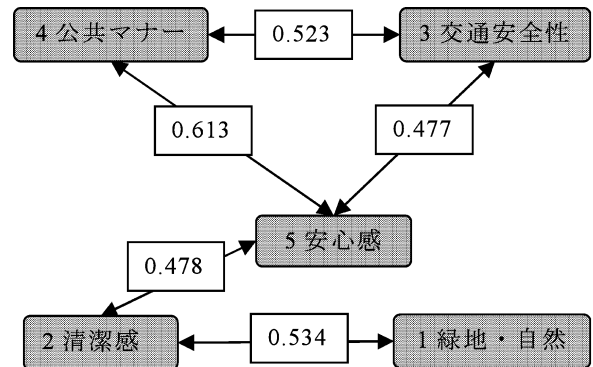 4 公共マナー
0.523
3 交通安全性
0.613
0.477
5 安心感
0.478
2 清潔感
0.534
1 緑地・自然